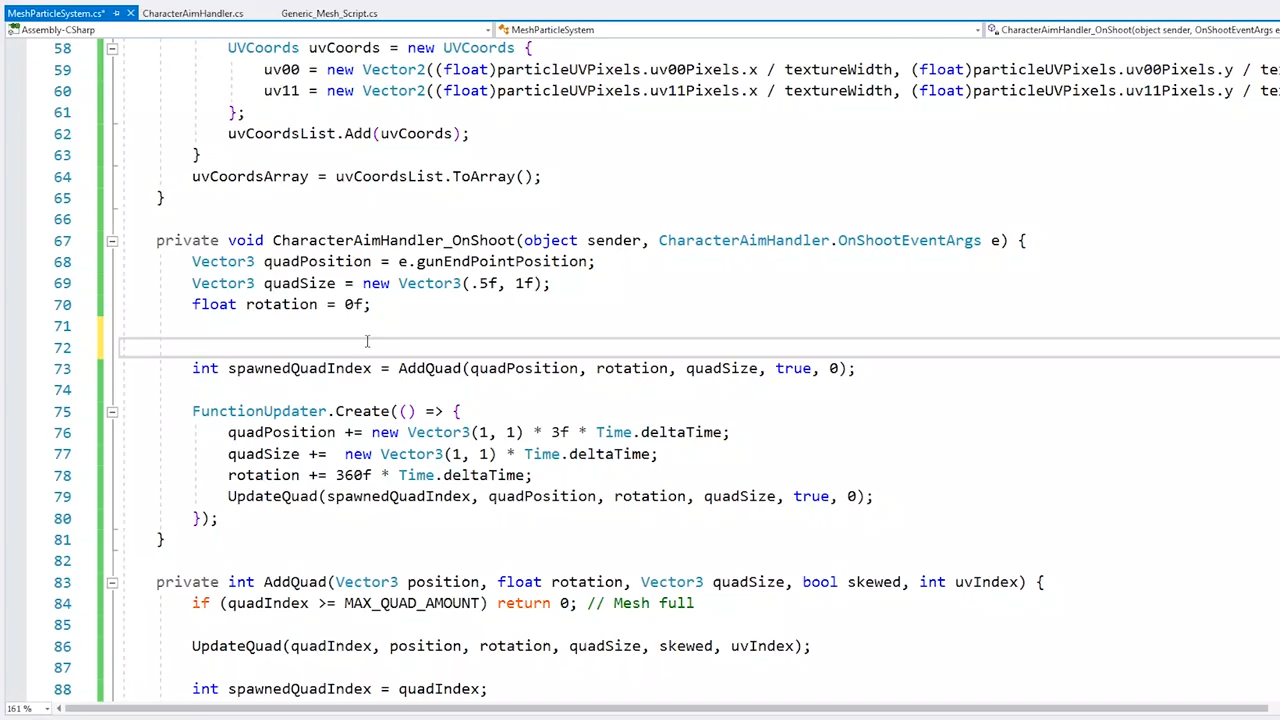 MeshParticleSystem.cs* CharacterAimHandler.cs Generic_Mesh_Script.cs
Assembly-CSharp MeshParticleSystem CharacterAimHandler_OnShoot(object sender, OnShootEventArgs e
58 UVCoords uvCoords = new UVCoords {
59 uv00 = new Vector2((float)particleUVPixels.uv00Pixels.x / textureWidth, (float)particleUVPixels.uv00Pixels.y / te
60 uv11 = new Vector2((float)particleUVPixels.uv11Pixels.x / textureWidth, (float)particleUVPixels.uv11Pixels.y / te
61 };
62 uvCoordsList.Add(uvCoords);
63 }
64 uvCoordsArray = uvCoordsList.ToArray();
65 }
66
67 private void CharacterAimHandler_OnShoot(object sender, CharacterAimHandler.OnShootEventArgs e) {
68 Vector3 quadPosition = e.gunEndPointPosition;
69 Vector3 quadSize = new Vector3(.5f, 1f);
70 float rotation = 0f;
71
72
73 int spawnedQuadIndex = AddQuad(quadPosition, rotation, quadSize, true, 0);
74
75 FunctionUpdater.Create(() => {
76 quadPosition += new Vector3(1, 1) * 3f * Time.deltaTime;
77 quadSize +=  new Vector3(1, 1) * Time.deltaTime;
78 rotation += 360f * Time.deltaTime;
79 UpdateQuad(spawnedQuadIndex, quadPosition, rotation, quadSize, true, 0);
80 });
81 }
82
83 private int AddQuad(Vector3 position, float rotation, Vector3 quadSize, bool skewed, int uvIndex) {
84 if (quadIndex >= MAX_QUAD_AMOUNT) return 0; // Mesh full
85
86 UpdateQuad(quadIndex, position, rotation, quadSize, skewed, uvIndex);
87
88 int spawnedQuadIndex = quadIndex;
161 %